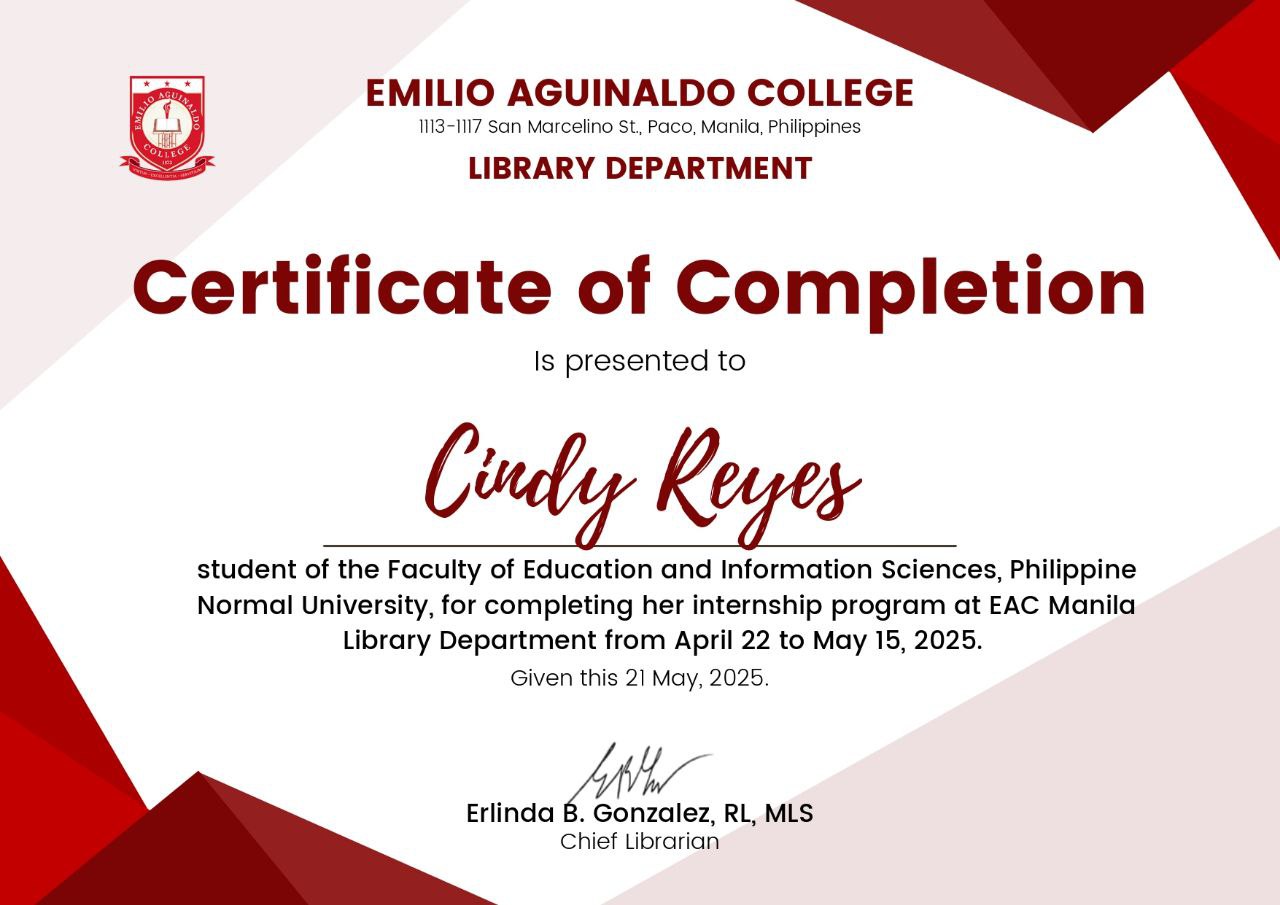 EMILIO AGUINALDO COLLEGE
1113-1117 San Marcelino St., Paco, Manila, Philippines
LIBRARY DEPARTMENT
EMILIO AGUINALDO
COLLEGE
Certificate of Completion
Is presented to
Cindy Reyes
student of the Faculty of Education and Information Sciences, Philippine
Normal University, for completing her internship program at EAC Manila
Library Department from April 22 to May 15, 2025.
Given this 21 May, 2025.
Erlinda B. Gonzalez, RL, MLS
Chief Librarian